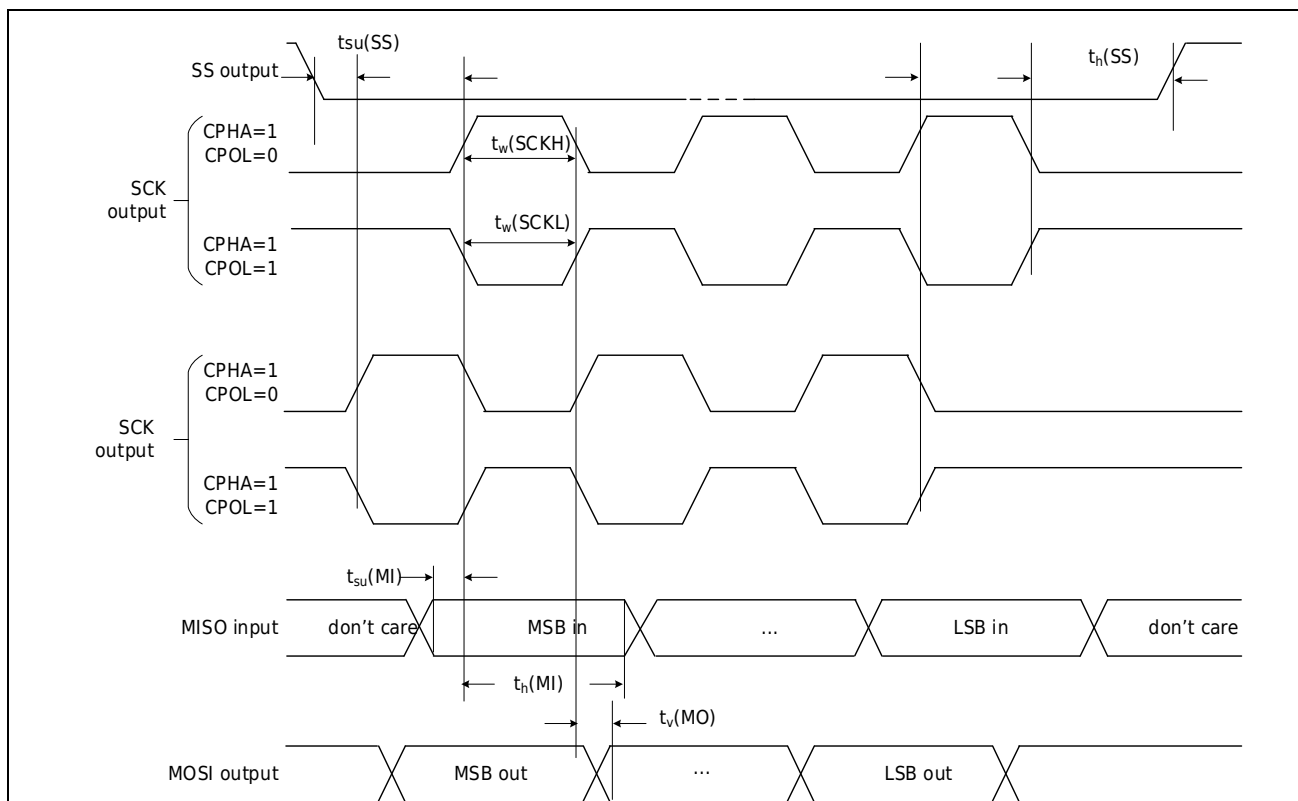 tsu(SS)
th(SS)
SS output
CPHA=1
CPOL=0
tw(SCKH)
SCK
output
tw(SCKL)
CPHA=1
CPOL=1
CPHA=1
CPOL=0
SCK
output
CPHA=1
CPOL=1
tsu(MI)
MISO input
don't care
MSB in
...
LSB in
don't care
th(MI)
tv(MO)
MOSI output
MSB out
...
LSB out